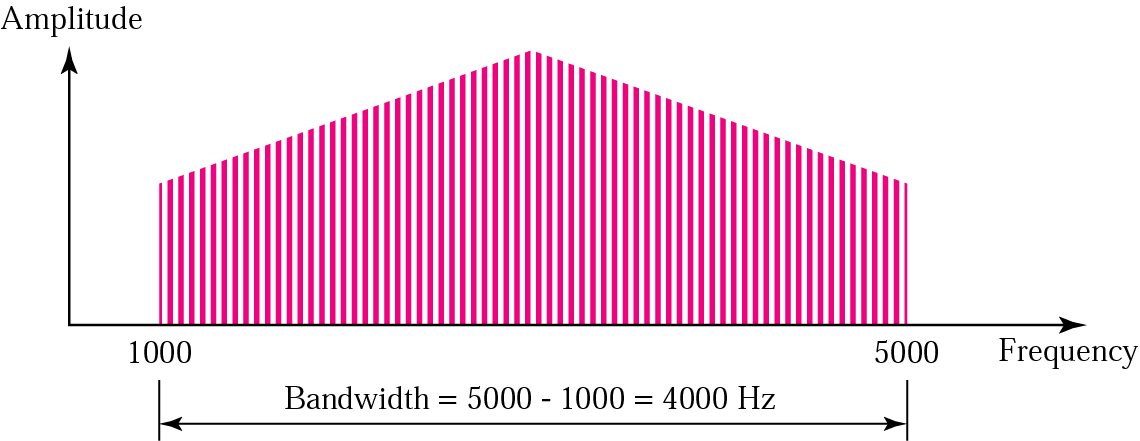 Amplitude
1000
5000
Frequency
Bandwidth = 5000 - 1000 = 4000 Hz